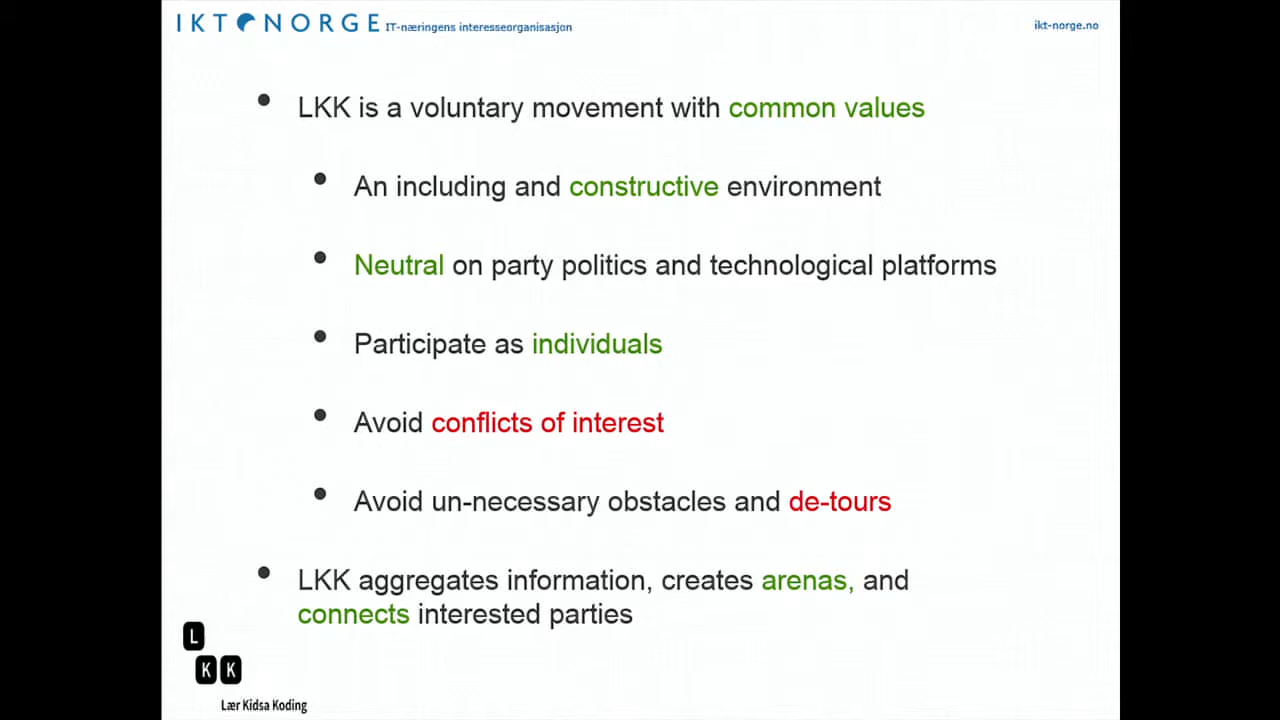 IKT NORGE IT-næringens interesseorganisasjon
ikt-norge.no
• LKK is a voluntary movement with common values
• An including and constructive environment
• Neutral on party politics and technological platforms
• Participate as individuals
• Avoid conflicts of interest
• Avoid un-necessary obstacles and de-tours
• LKK aggregates information, creates arenas, and
connects interested parties
L
K K
Lær Kidsa Koding